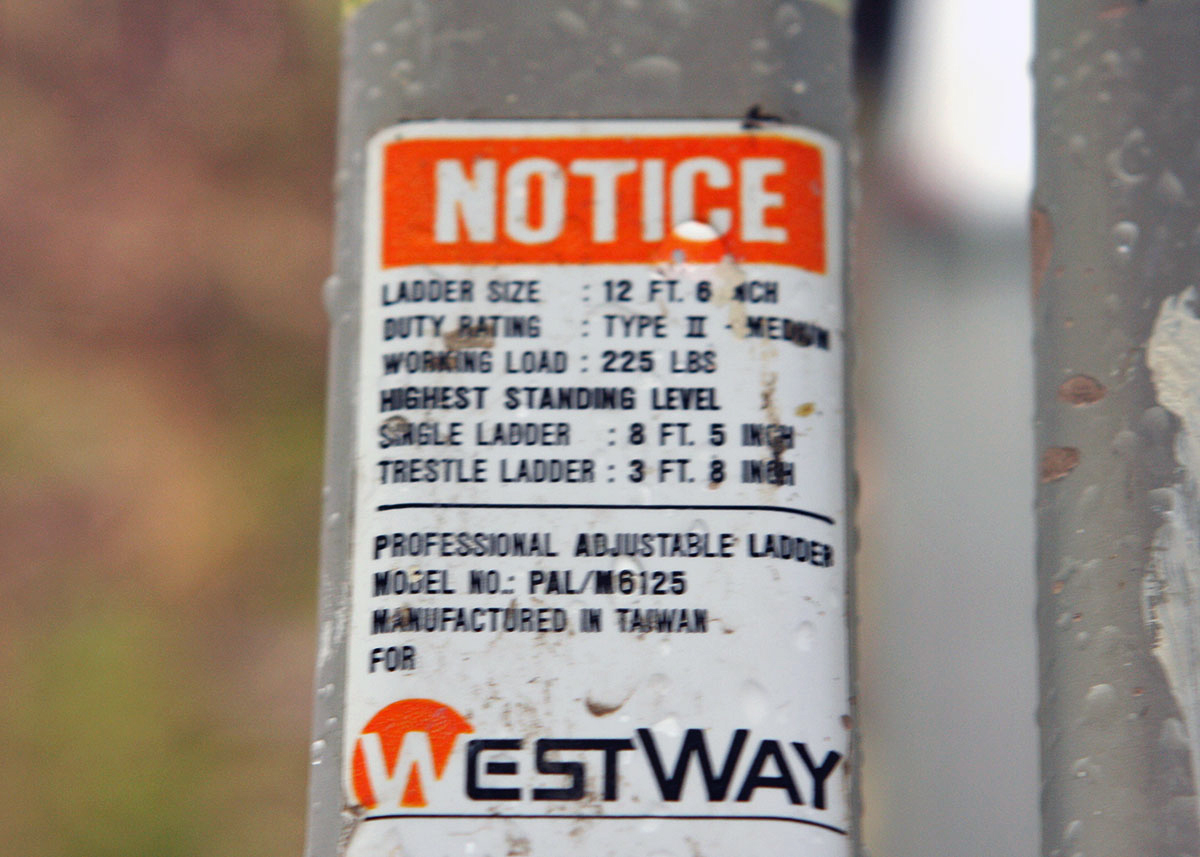 NOTICE
LADDER SIZE : 12 FT. 6 INCH
DUTY RATING : TYPE II - MEDIUM
WORKING LOAD : 225 LBS
HIGHEST STANDING LEVEL
SINGLE LADDER : 8 FT. 5 INCH
TRESTLE LADDER : 3 FT. 8 INCH
PROFESSIONAL ADJUSTABLE LADDER
MODEL NO.: PAL/M6125
MANUFACTURED IN TAIWAN
FOR
WESTWAY